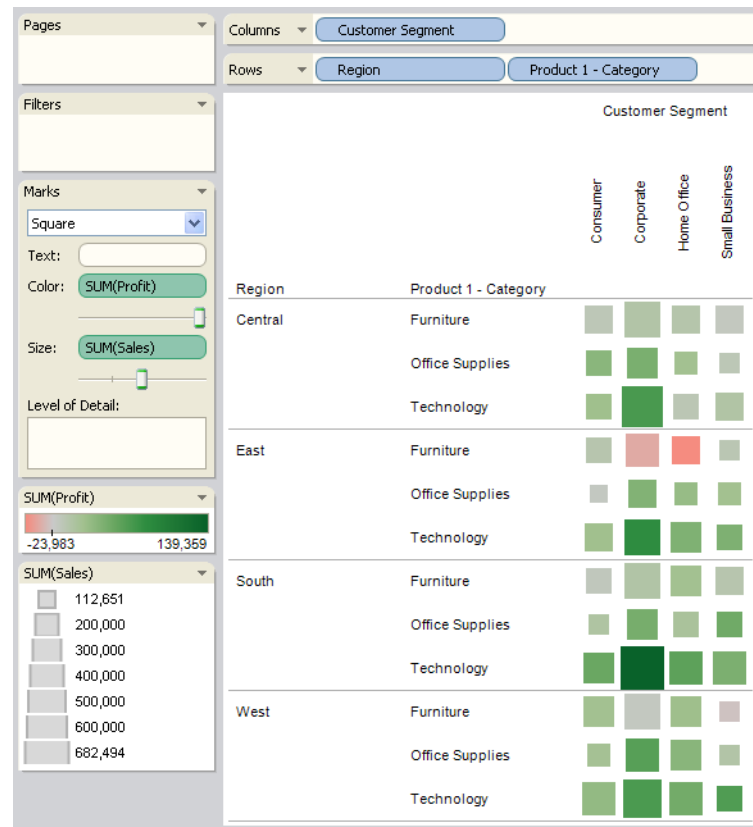 Pages
Columns Customer Segment
Rows Region Product 1 - Category
Filters
Marks
Square
Text:
Color: SUM(Profit)
Size: SUM(Sales)
Level of Detail:
SUM(Profit)
-23,983 139,359
SUM(Sales)
112,651
200,000
300,000
400,000
500,000
600,000
682,494
Customer Segment
Consumer
Corporate
Home Office
Small Business
Region Product 1 - Category
Central Furniture
Office Supplies
Technology
East Furniture
Office Supplies
Technology
South Furniture
Office Supplies
Technology
West Furniture
Office Supplies
Technology